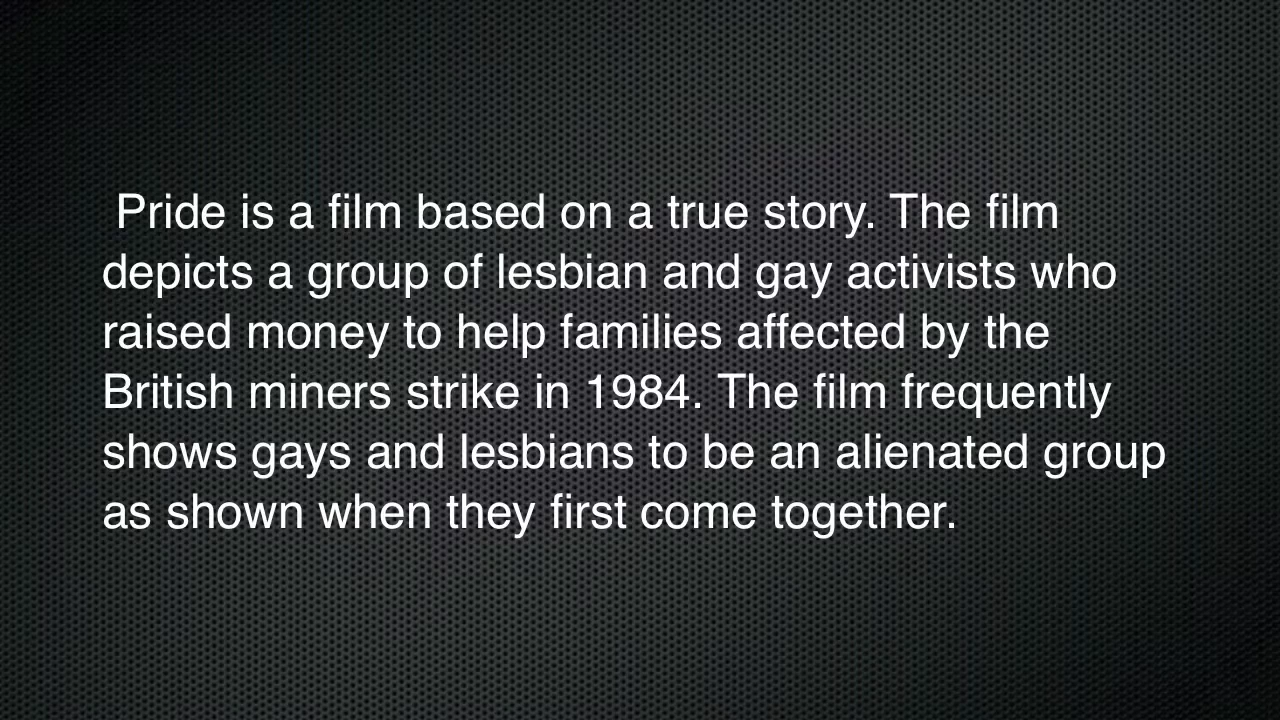 Pride is a film based on a true story. The film
depicts a group of lesbian and gay activists who
raised money to help families affected by the
British miners strike in 1984. The film frequently
shows gays and lesbians to be an alienated group
as shown when they first come together.